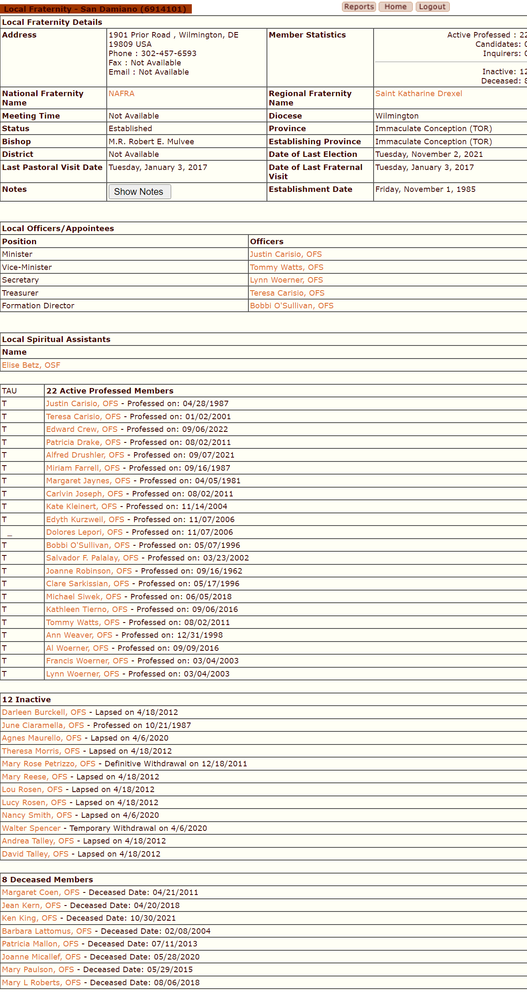 Local Fraternity - San Damiano (6914101)
Reports Home Logout
Local Fraternity Details
Address
1901 Prior Road , Wilmington, DE
19809 USA
Phone : 302-457-6593
Fax : Not Available
Email : Not Available
Member Statistics
Active Professed : 22
Candidates: 0
Inquirers: 0
Inactive: 12
Deceased: 8
National Fraternity
Name
NAFRA
Regional Fraternity
Name
Saint Katharine Drexel
Meeting Time Not Available Diocese Wilmington
Status Established Province Immaculate Conception (TOR)
Bishop M.R. Robert E. Mulvee Establishing Province Immaculate Conception (TOR)
District Not Available Date of Last Election Tuesday, November 2, 2021
Last Pastoral Visit Date Tuesday, January 3, 2017 Date of Last Fraternal
Visit
Tuesday, January 3, 2017
Notes Show Notes Establishment Date Friday, November 1, 1985
Local Officers/Appointees
Position Officers
Minister Justin Carisio, OFS
Vice-Minister Tommy Watts, OFS
Secretary Lynn Woerner, OFS
Treasurer Teresa Carisio, OFS
Formation Director Bobbi O'Sullivan, OFS
Local Spiritual Assistants
Name
Elise Betz, OSF
TAU 22 Active Professed Members
T Justin Carisio, OFS - Professed on: 04/28/1987
T Teresa Carisio, OFS - Professed on: 01/02/2001
T Edward Crew, OFS - Professed on: 09/06/2022
T Patricia Drake, OFS - Professed on: 08/02/2011
T Alfred Drushler, OFS - Professed on: 09/07/2021
T Miriam Farrell, OFS - Professed on: 09/16/1987
T Margaret Jaynes, OFS - Professed on: 04/05/1981
T Carlvin Joseph, OFS - Professed on: 08/02/2011
T Kate Kleinert, OFS - Professed on: 11/14/2004
T Edyth Kurzweil, OFS - Professed on: 11/07/2006
_ Dolores Lepori, OFS - Professed on: 11/07/2006
T Bobbi O'Sullivan, OFS - Professed on: 05/07/1996
T Salvador F. Palalay, OFS - Professed on: 03/23/2002
T Joanne Robinson, OFS - Professed on: 09/16/1962
T Clare Sarkissian, OFS - Professed on: 05/17/1996
T Michael Siwek, OFS - Professed on: 06/05/2018
T Kathleen Tierno, OFS - Professed on: 09/06/2016
T Tommy Watts, OFS - Professed on: 08/02/2011
T Ann Weaver, OFS - Professed on: 12/31/1998
T Al Woerner, OFS - Professed on: 09/09/2016
T Francis Woerner, OFS - Professed on: 03/04/2003
T Lynn Woerner, OFS - Professed on: 03/04/2003
12 Inactive
Darleen Burckell, OFS - Lapsed on 4/18/2012
June Ciaramella, OFS - Professed on 10/21/1987
Agnes Maurello, OFS - Lapsed on 4/6/2020
Theresa Morris, OFS - Lapsed on 4/18/2012
Mary Rose Petrizzo, OFS - Definitive Withdrawal on 12/18/2011
Mary Reese, OFS - Lapsed on 4/18/2012
Lou Rosen, OFS - Lapsed on 4/18/2012
Lucy Rosen, OFS - Lapsed on 4/18/2012
Nancy Smith, OFS - Lapsed on 4/6/2020
Walter Spencer - Temporary Withdrawal on 4/6/2020
Andrea Talley, OFS - Lapsed on 4/18/2012
David Talley, OFS - Lapsed on 4/18/2012
8 Deceased Members
Margaret Coen, OFS - Deceased Date: 04/21/2011
Jean Kern, OFS - Deceased Date: 04/20/2018
Ken King, OFS - Deceased Date: 10/30/2021
Barbara Lattomus, OFS - Deceased Date: 02/08/2004
Patricia Mallon, OFS - Deceased Date: 07/11/2013
Joanne Micallef, OFS - Deceased Date: 05/28/2020
Mary Paulson, OFS - Deceased Date: 05/29/2015
Mary L Roberts, OFS - Deceased Date: 08/06/2018